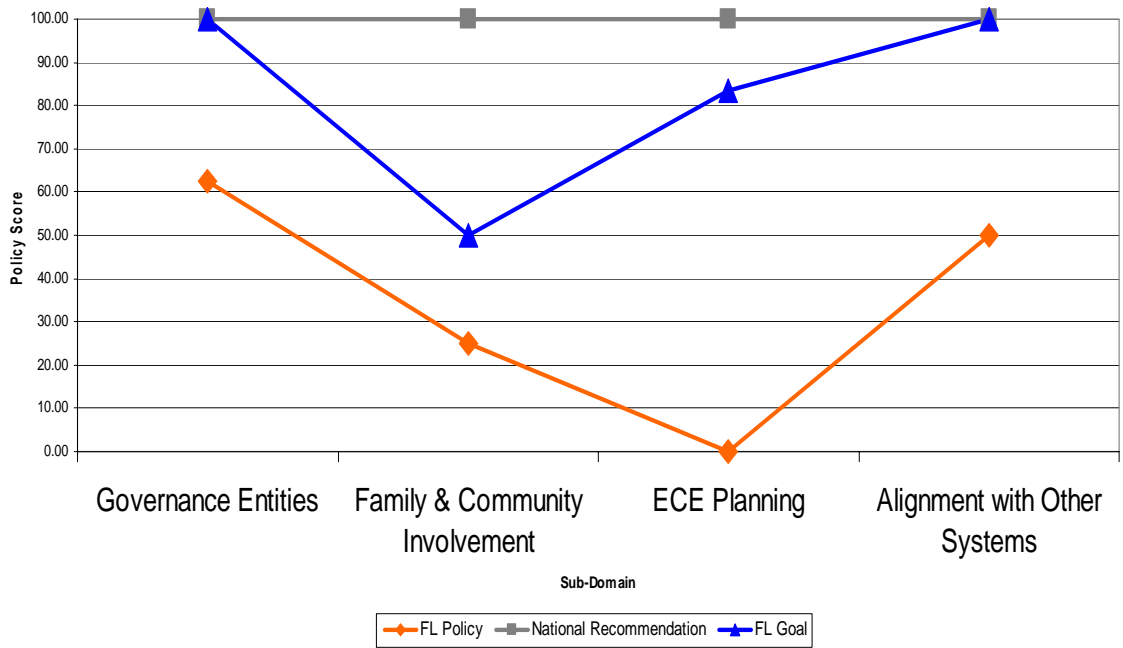 100.00
90.00
80.00
70.00
60.00
50.00
40.00
30.00
20.00
10.00
0.00
Policy Score
Governance Entities
Family & Community
Involvement
ECE Planning
Alignment with Other
Systems
Sub-Domain
FL Policy
National Recommendation
FL Goal